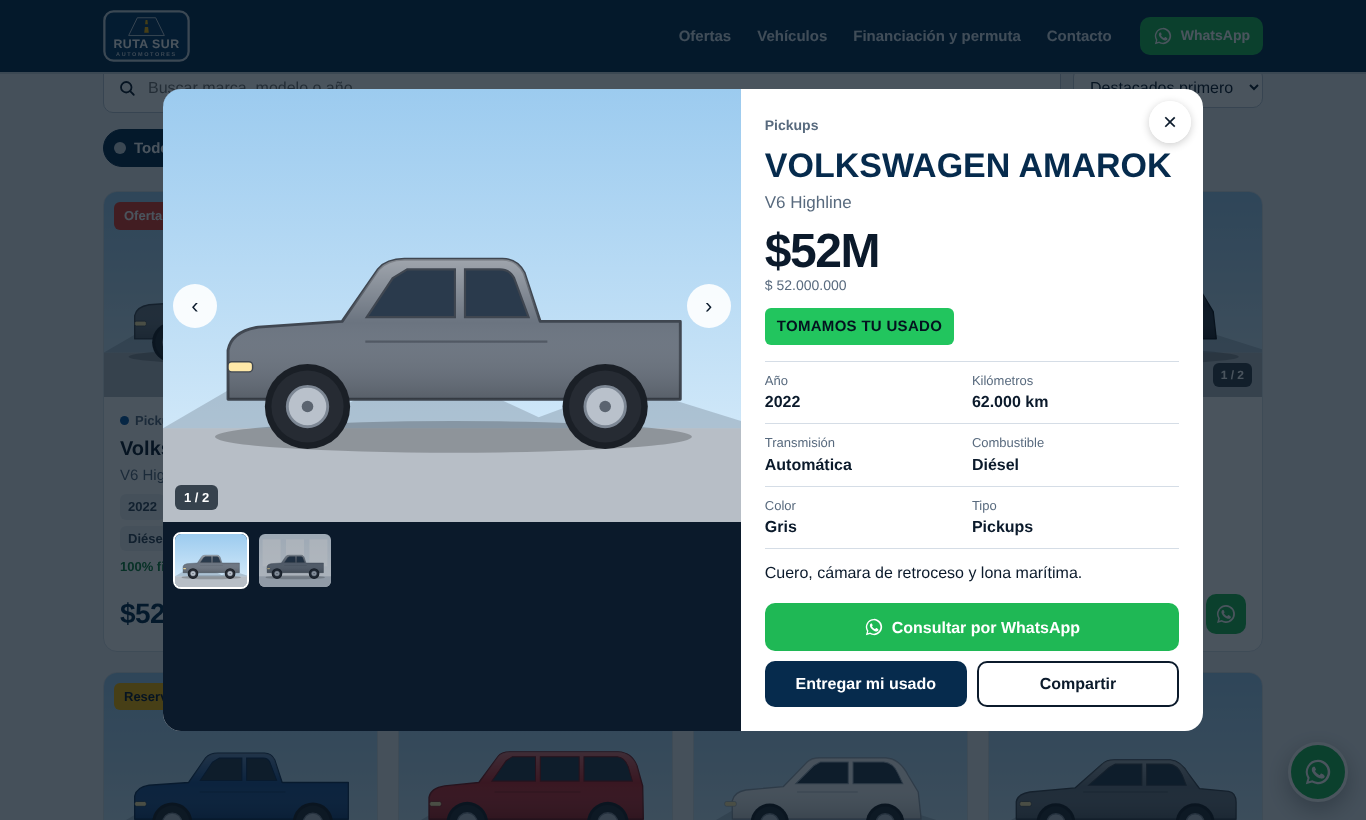 RUTA SUR
AUTOMOTORES
Ofertas
Vehículos
Financiación y permuta
Contacto
WhatsApp
Buscar marca, modelo o año
Destacados primero
Oferta
1 / 2
V6 Hig
2022
100% fi
$52
Reserv
‹
›
1 / 2
Pickups
×
VOLKSWAGEN AMAROK
V6 Highline
$52M
$ 52.000.000
TOMAMOS TU USADO
Año
Kilómetros
2022
62.000 km
Transmisión
Combustible
Automática
Diésel
Color
Tipo
Gris
Pickups
Cuero, cámara de retroceso y lona marítima.
Consultar por WhatsApp
Entregar mi usado
Compartir